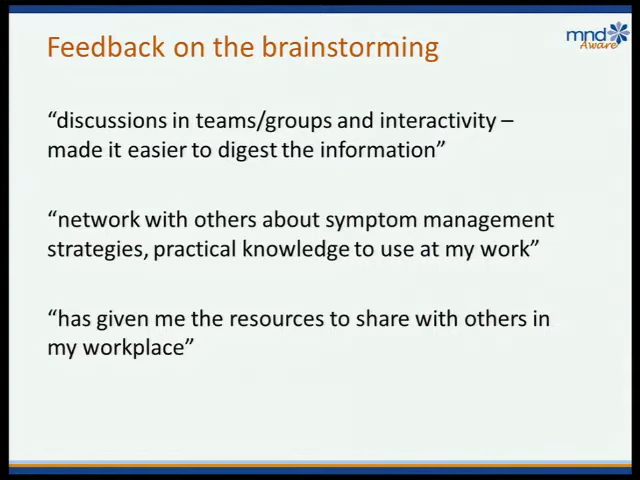 Feedback on the brainstorming
mnd
Aware
“discussions in teams/groups and interactivity –
made it easier to digest the information”
“network with others about symptom management
strategies, practical knowledge to use at my work”
“has given me the resources to share with others in
my workplace”